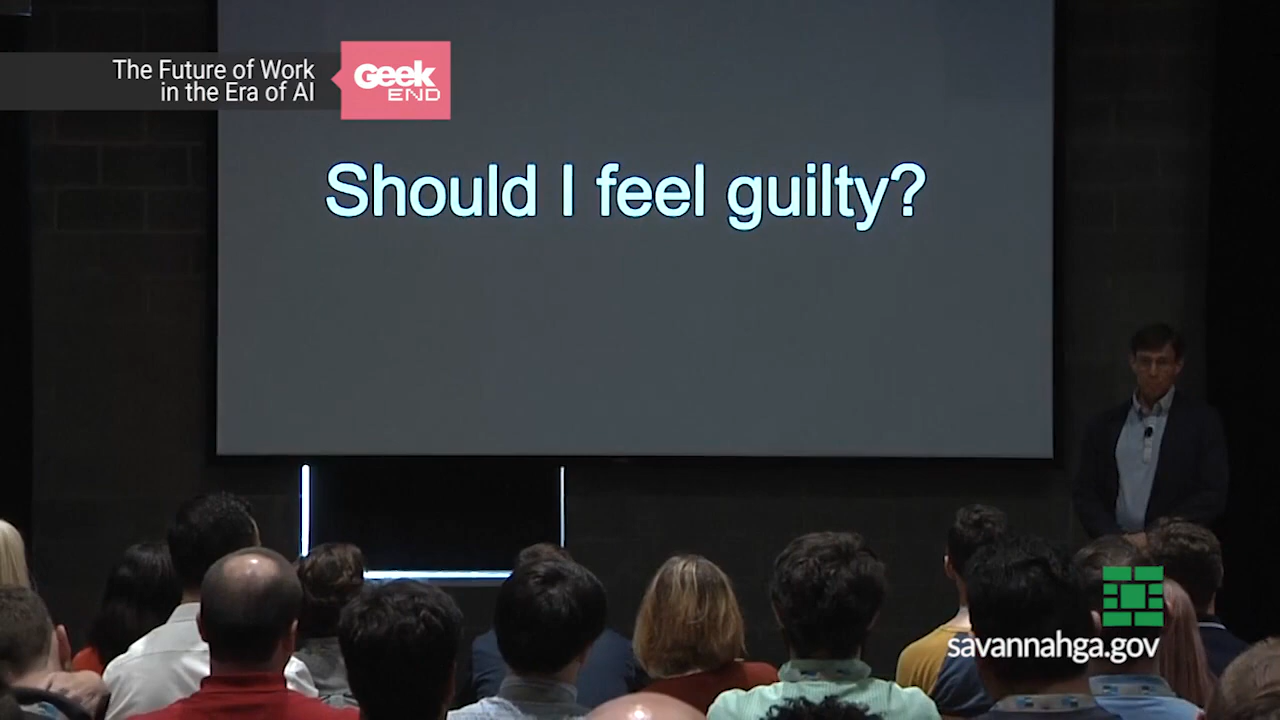 The Future of Work
in the Era of AI
Geek
END
Should I feel guilty?
savannahga.gov